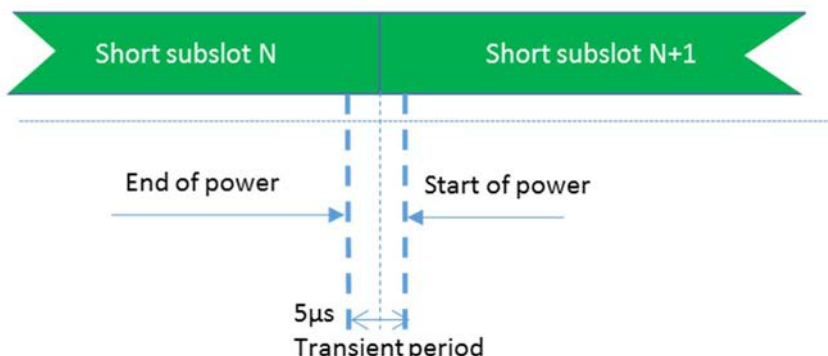 Short subslot N
Short subslot N+1
End of power
Start of power
5µs
Transient period